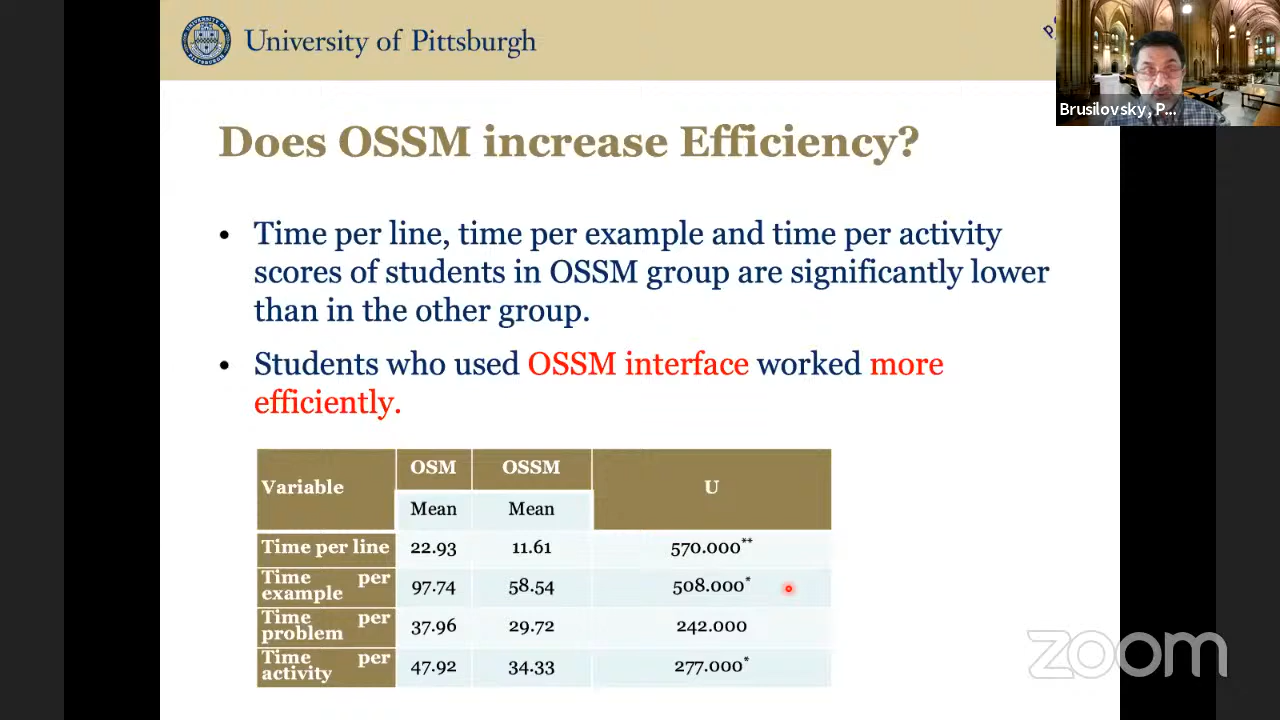 University of Pittsburgh
Brusilovsky, P...
Does OSSM increase Efficiency?
• Time per line, time per example and time per activity
scores of students in OSSM group are significantly lower
than in the other group.
• Students who used OSSM interface worked more
efficiently.
Variable OSM OSSM U
Mean Mean
Time per line 22.93 11.61 570.000**
Time per
example 97.74 58.54 508.000*
Time per
problem 37.96 29.72 242.000
Time per
activity 47.92 34.33 277.000*
zoom